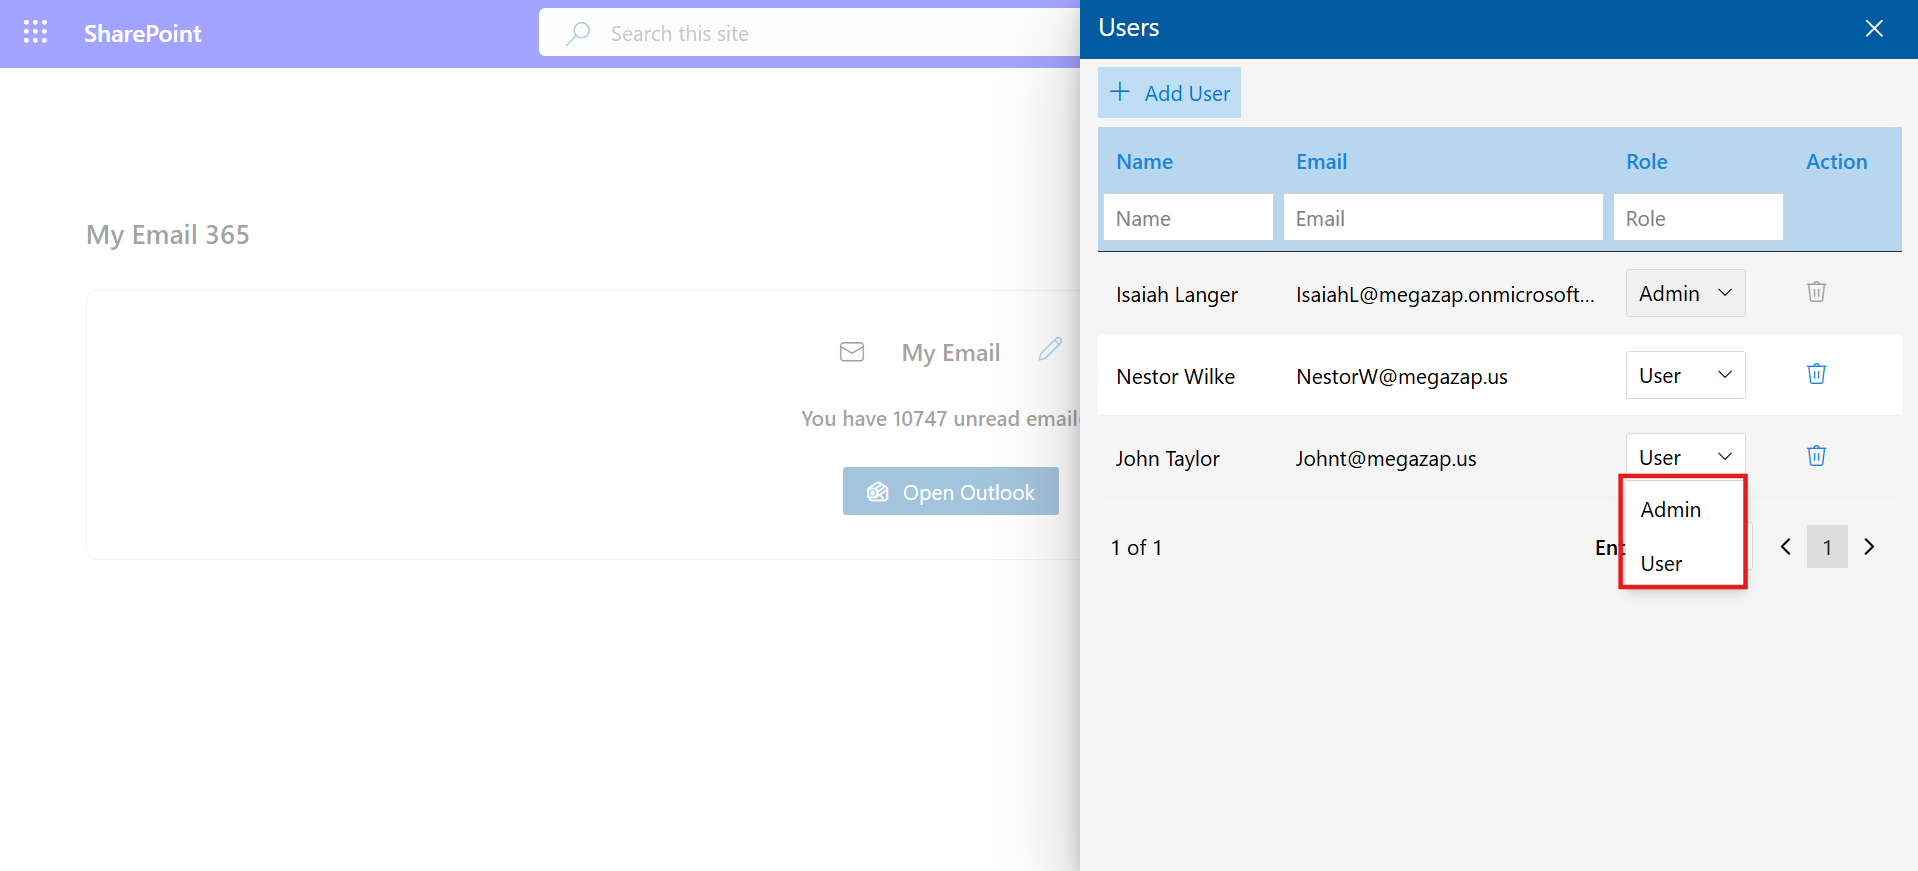 SharePoint
Search this site
Users
Add User
Name Email Role Action
Name Email Role
My Email 365
Isaiah Langer IsaiahL@megazap.onmicrosoft... Admin
My Email
Nestor Wilke NestorW@megazap.us User
You have 10747 unread email
John Taylor Johnt@megazap.us User
Open Outlook
Admin
1 of 1 1
User